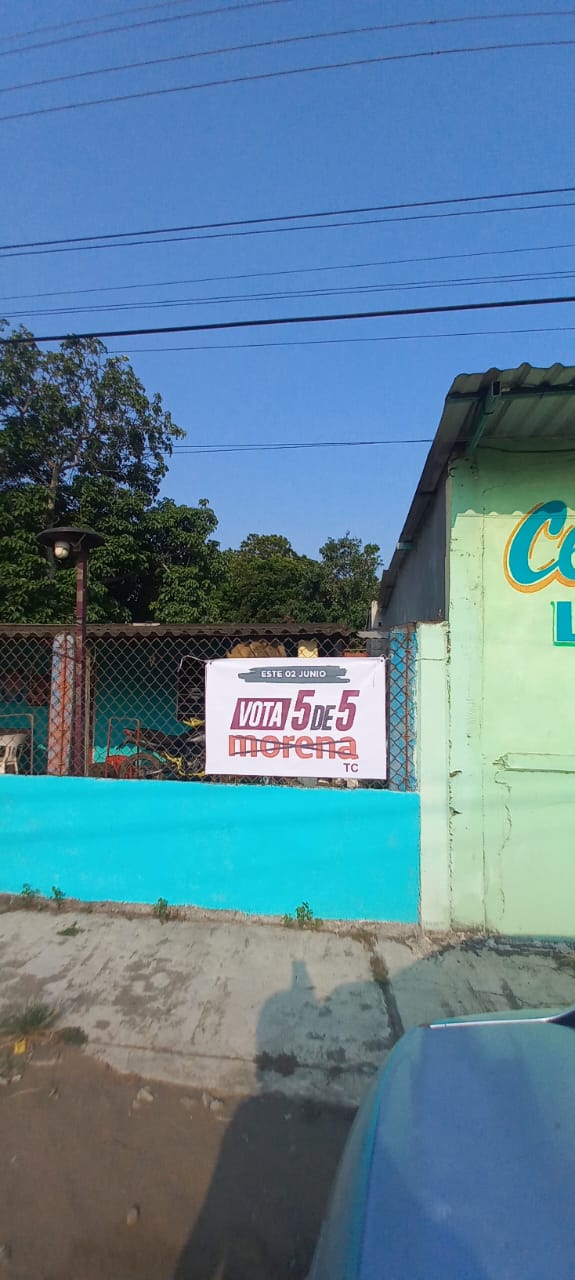 ESTE 02 JUNIO
VOTA 5 DE 5
morena
TC